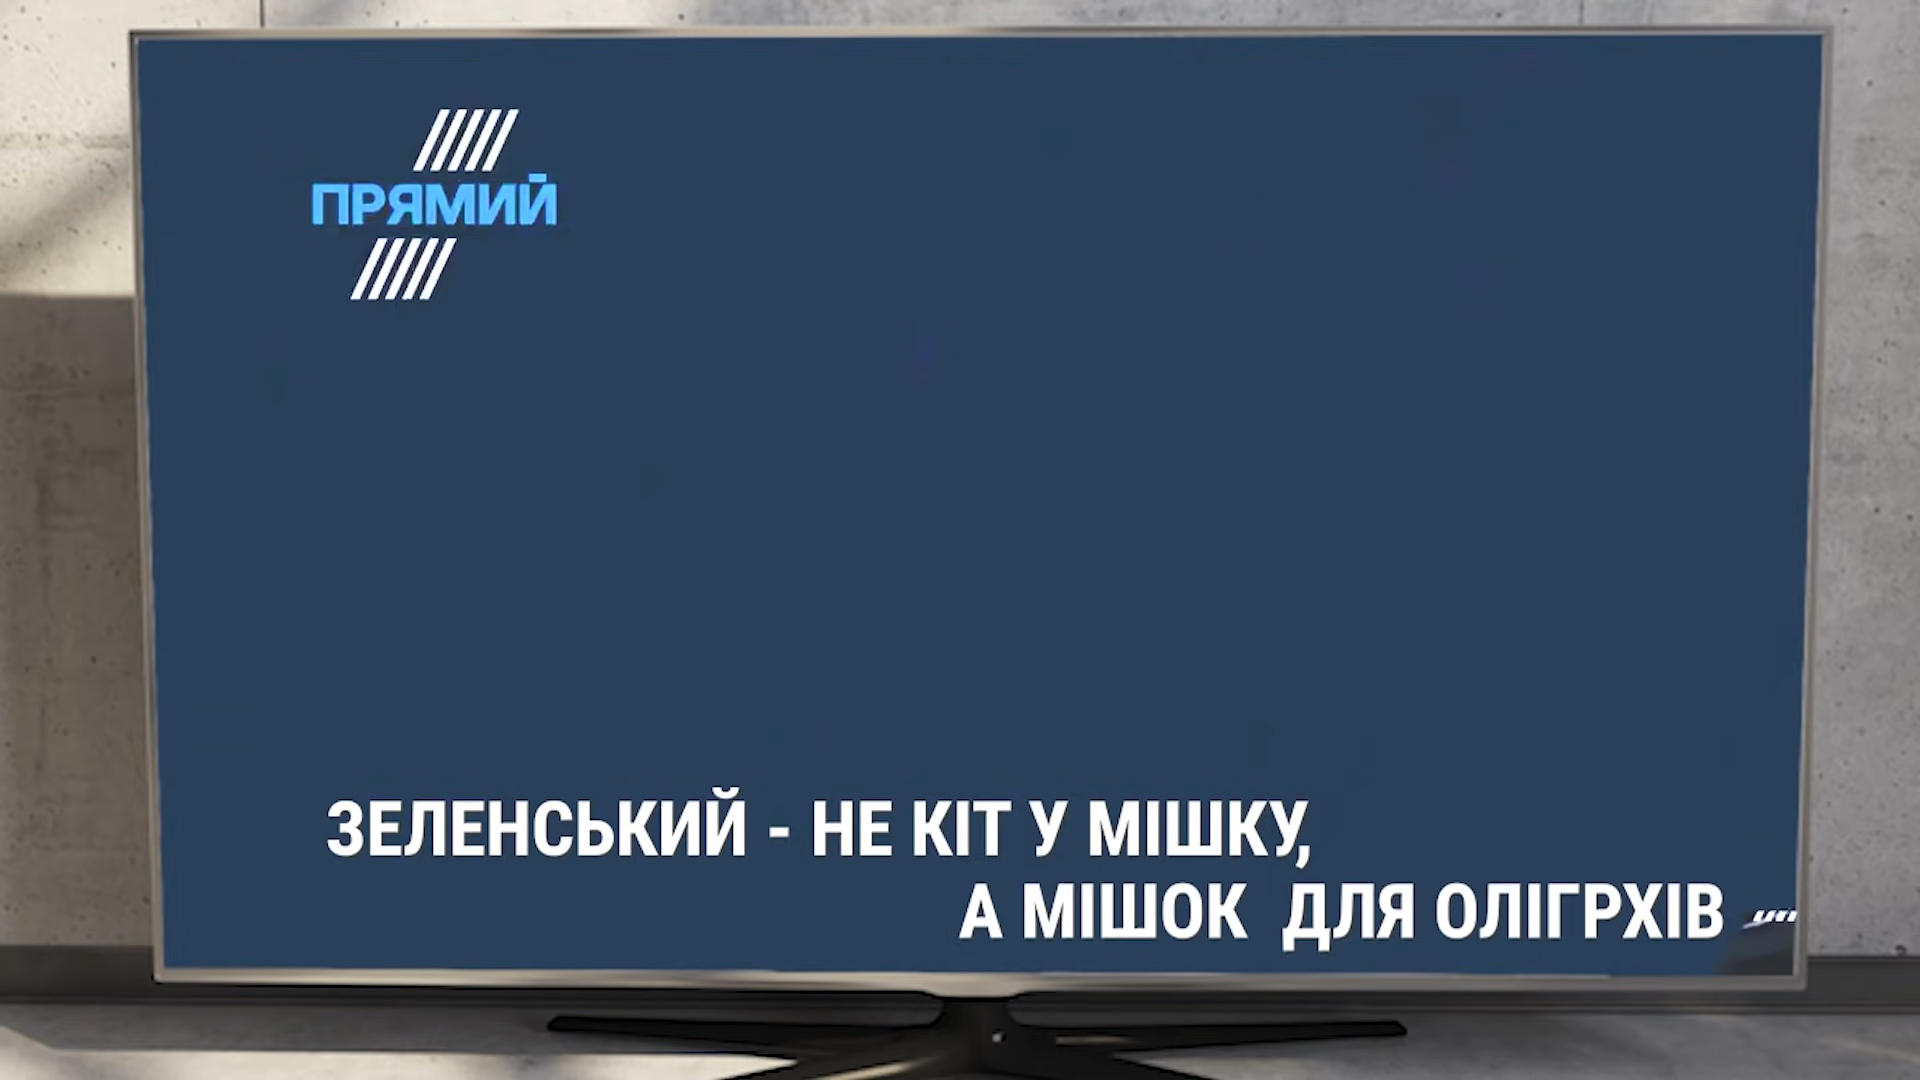 ПРЯМИЙ
ЗЕЛЕНСЬКИЙ - НЕ КІТ У МІШКУ,
А МІШОК ДЛЯ ОЛІГРХІВ